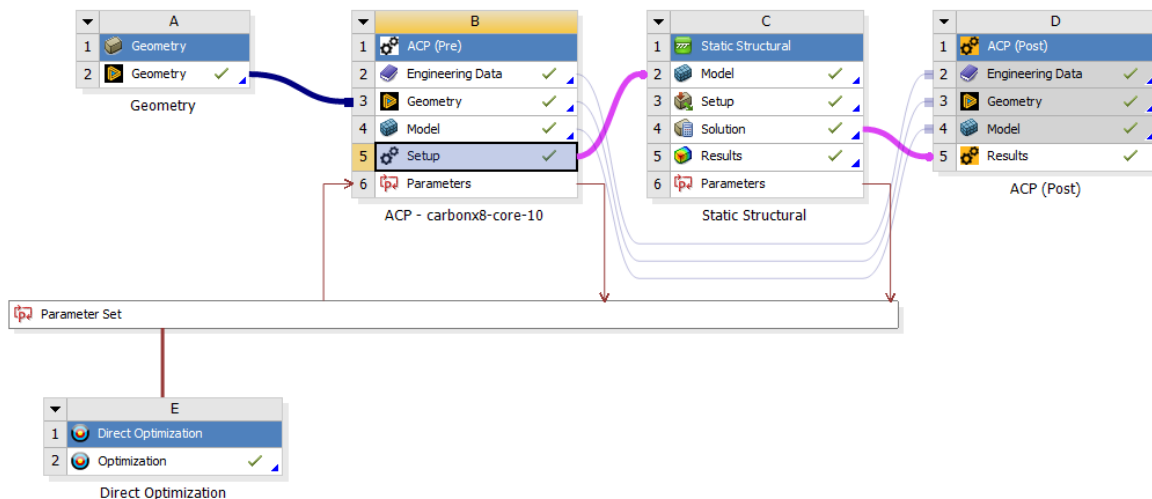 A
1 Geometry
2 Geometry
Geometry
B
1 ACP (Pre)
2 Engineering Data
3 Geometry
4 Model
5 Setup
6 Parameters
ACP - carbonx8-core-10
C
1 Static Structural
2 Model
3 Setup
4 Solution
5 Results
6 Parameters
Static Structural
D
1 ACP (Post)
2 Engineering Data
3 Geometry
4 Model
5 Results
ACP (Post)
Parameter Set
E
1 Direct Optimization
2 Optimization
Direct Optimization